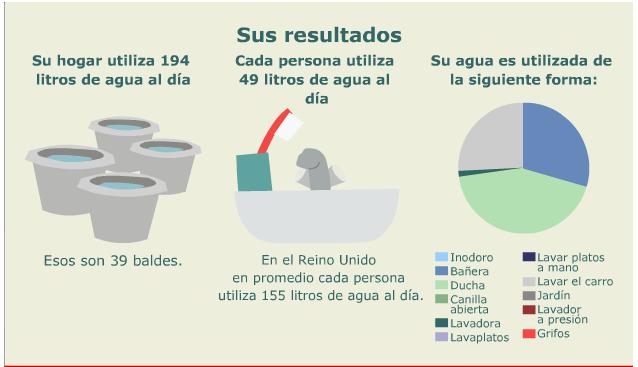 Sus resultados
Su hogar utiliza 194
litros de agua al día
Cada persona utiliza
49 litros de agua al
día
Su agua es utilizada de
la siguiente forma:
Esos son 39 baldes.
En el Reino Unido
en promedio cada persona
utiliza 155 litros de agua al día.
Inodoro
Bañera
Ducha
Canilla
abierta
Lavadora
Lavaplatos
Lavar platos
a mano
Lavar el carro
Jardín
Lavador
a presión
Grifos